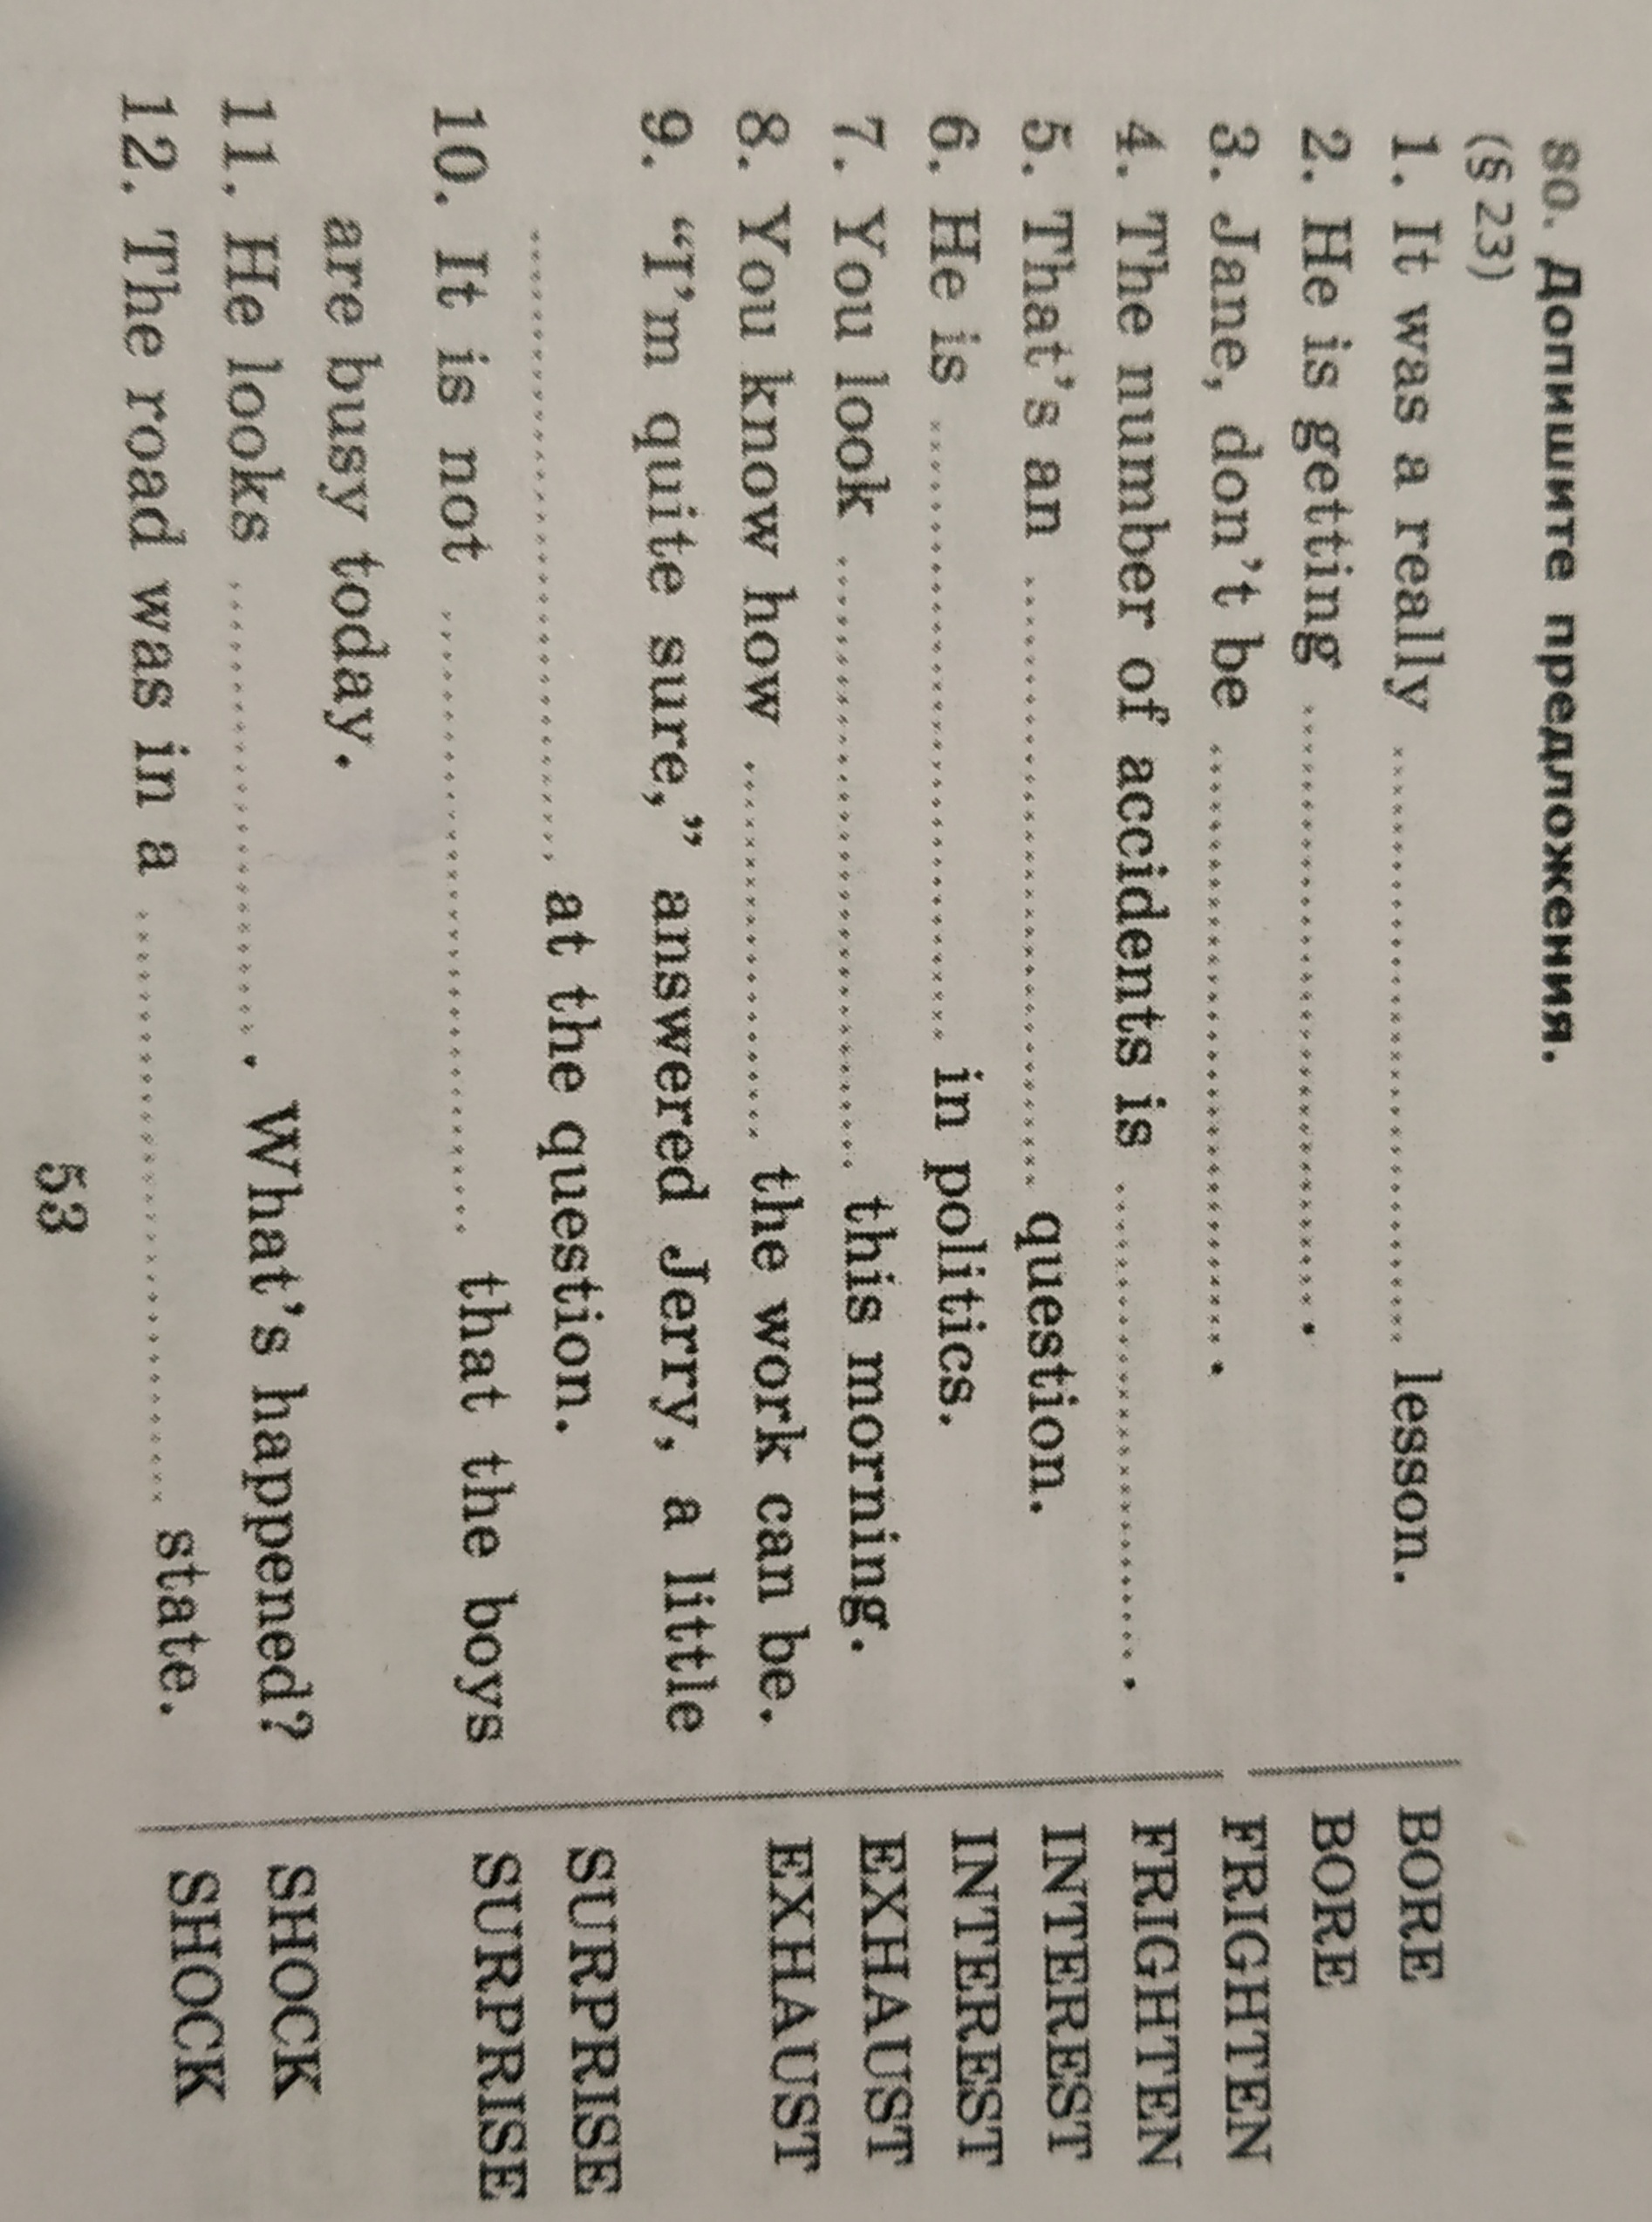 80. Допишите предложения.
(§ 23)
1. It was a really .......... lesson. BORE
2. He is getting .......... . BORE
3. Jane, don't be .......... . FRIGHTEN
4. The number of accidents is .......... . FRIGHTEN
5. That's an .......... question. INTEREST
6. He is .......... in politics. INTEREST
7. You look .......... this morning. EXHAUST
8. You know how .......... the work can be. EXHAUST
9. “I'm quite sure,” answered Jerry, a little
.......... at the question. SURPRISE
10. It is not .......... that the boys SURPRISE
are busy today.
11. He looks .......... . What's happened? SHOCK
12. The road was in a .......... state. SHOCK
53